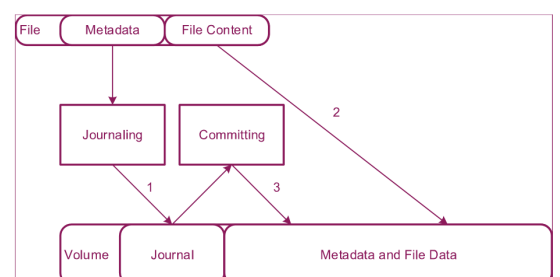 File
Metadata
File Content
2
Journaling
Committing
1
3
Volume
Journal
Metadata and File Data